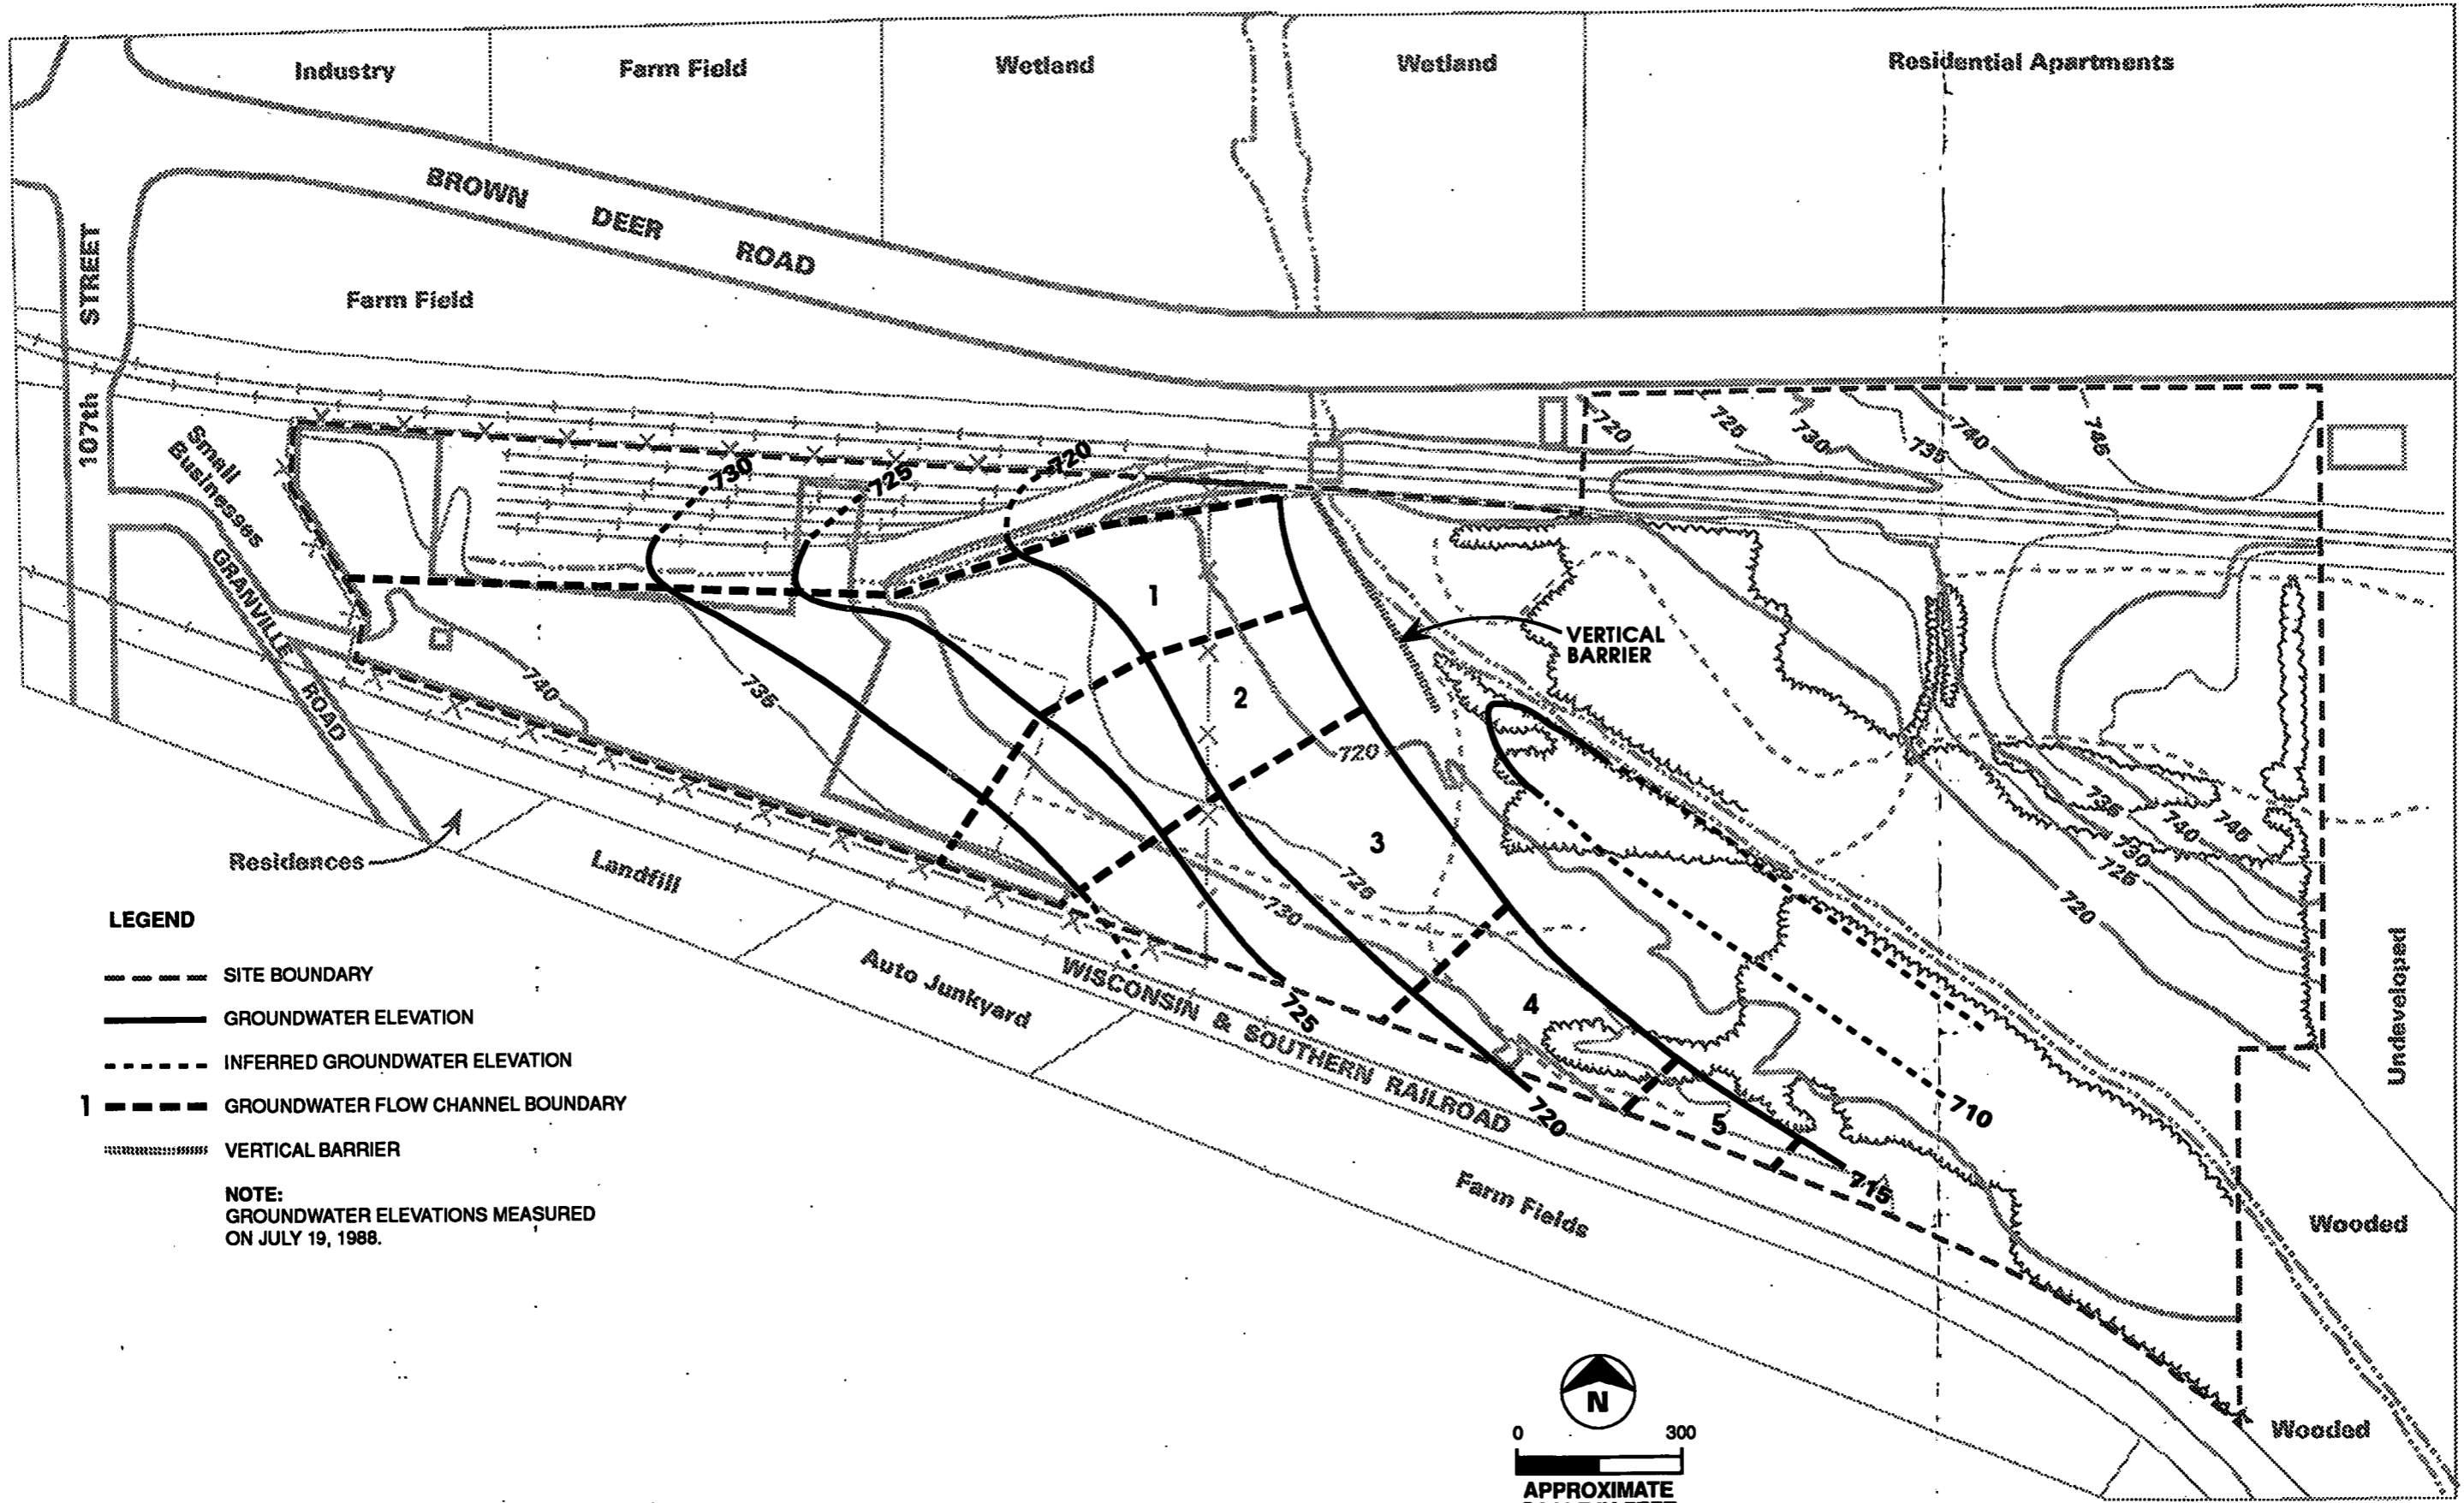 Industry
Farm Field
Wetland
Wetland
Residential Apartments
BROWN DEER ROAD
107th STREET
Farm Field
Small
Businesses
GRANVILLE ROAD
730
725
720
720
725
730
735
740
745
1
VERTICAL
BARRIER
2
740
735
720
3
725
730
735
740
745
730
725
720
Residences
Landfill
Auto Junkyard
WISCONSIN & SOUTHERN RAILROAD
725
4
720
5
710
715
Farm Fields
Undeveloped
Wooded
Wooded
LEGEND
SITE BOUNDARY
GROUNDWATER ELEVATION
INFERRED GROUNDWATER ELEVATION
1 GROUNDWATER FLOW CHANNEL BOUNDARY
VERTICAL BARRIER
NOTE:
GROUNDWATER ELEVATIONS MEASURED
ON JULY 19, 1988.
N
0 300
APPROXIMATE